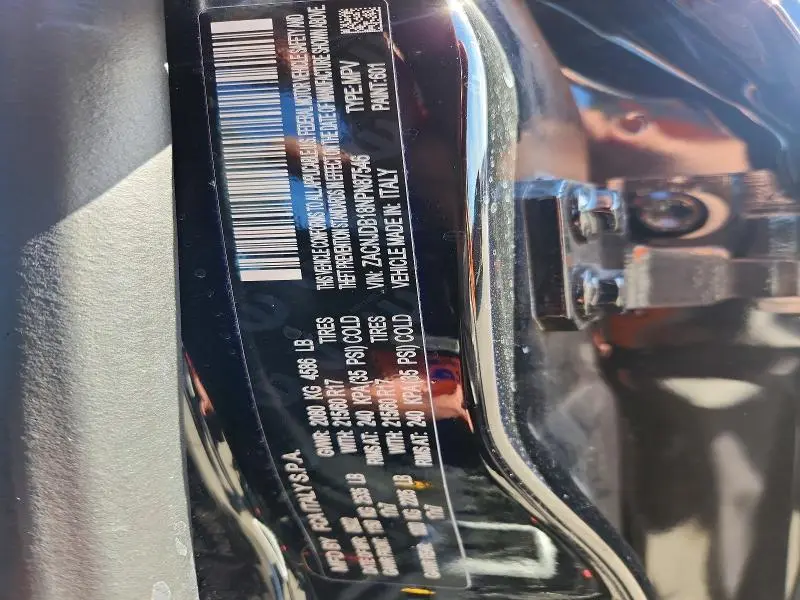 MFD BY FCA ITALY S.P.A.
GVWR: 2080 KG 4586 LB
WITH: 215/60 R17 TIRES
RIMS AT: 240 KPA(35 PSI) COLD
WITH: 215/60 R17 TIRES
RIMS AT: 240 KPA(35 PSI) COLD
THIS VEHICLE CONFORMS TO ALL APPLICABLE U.S. FEDERAL MOTOR VEHICLE SAFETY AND
THEFT PREVENTION STANDARDS IN EFFECT ON THE DATE OF MANUFACTURE SHOWN ABOVE
VIN: ZACNJDB18NPN87546 TYPE: MPV
VEHICLE MADE IN: ITALY PAINT: 601